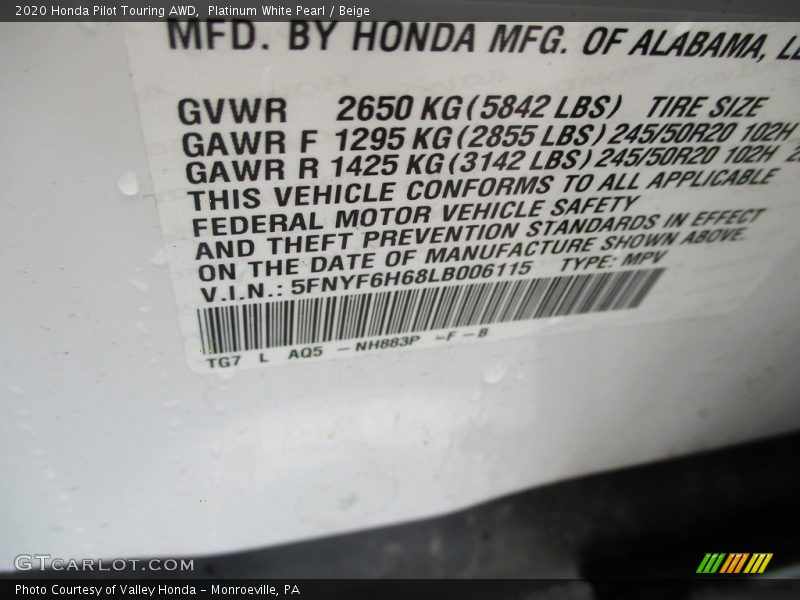 2020 Honda Pilot Touring AWD, Platinum White Pearl / Beige
MFD. BY HONDA MFG. OF ALABAMA,
GVWR 2650 KG (5842 LBS) TIRE SIZE
GAWR F 1295 KG (2855 LBS) 245/50R20 102H
GAWR R 1425 KG (3142 LBS) 245/50R20 102H
THIS VEHICLE CONFORMS TO ALL APPLICABLE
FEDERAL MOTOR VEHICLE SAFETY
AND THEFT PREVENTION STANDARDS IN EFFECT
ON THE DATE OF MANUFACTURE SHOWN ABOVE.
V.I.N.: 5FNYF6H68LB006115 TYPE: MPV
TG7 L AQ5 - NH883P -F-B
GTCARLOT.COM
Photo Courtesy of Valley Honda - Monroeville, PA